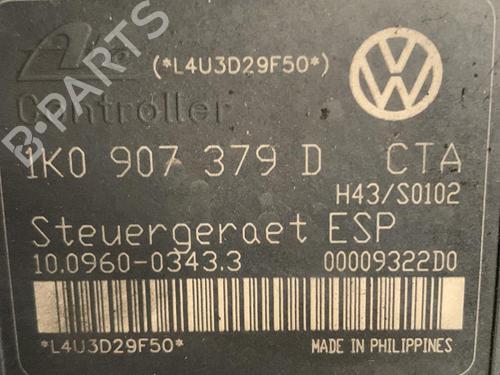 Ate
(*L4U3D29F50*)
Controller
1K0 907 379 D CTA
H43/S0102
Steuergeraet ESP
10.0960-0343.3 00009322D0
*L4U3D29F50* MADE IN PHILIPPINES
B-PARTS